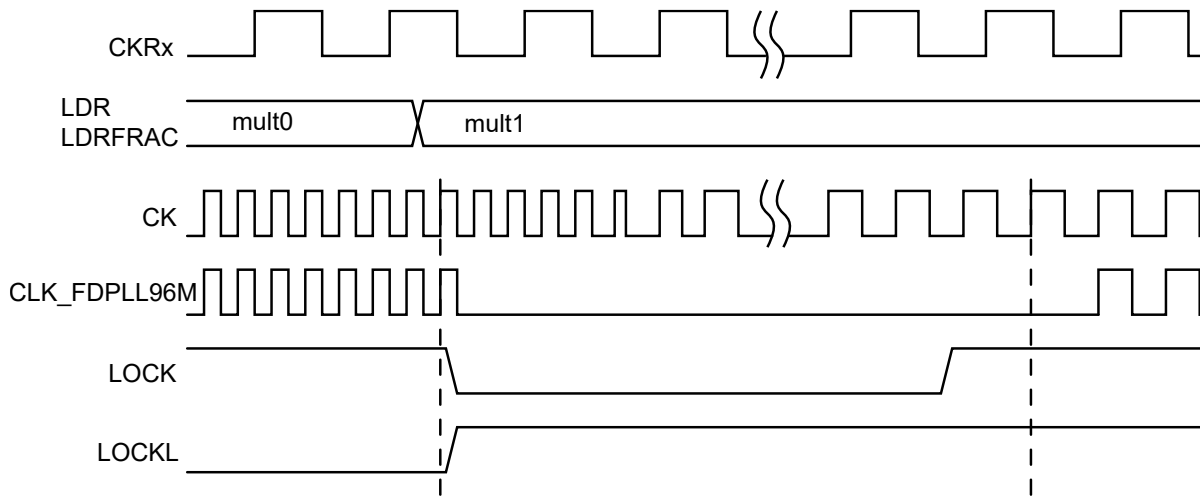 CKRx
LDR
LDRFRAC
mult0
mult1
CK
CLK_FDPLL96M
LOCK
LOCKL